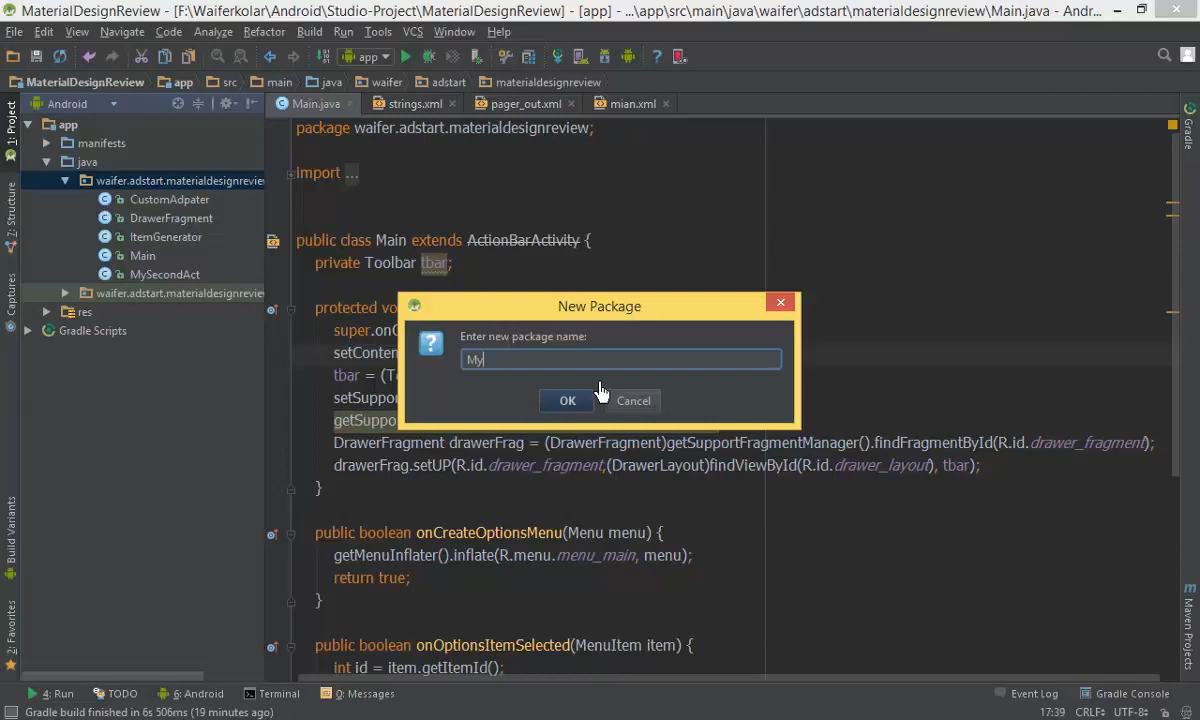 MaterialDesignReview - [F:\Waiferkolar\Android\Studio-Project\MaterialDesignReview] - [app] - ...\app\src\main\java\waifer\adstart\materialdesignreview\Main.java - Andr...
File Edit View Navigate Code Analyze Refactor Build Run Tools VCS Window Help
app
MaterialDesignReview app src main java waifer adstart materialdesignreview
Android
Main.java strings.xml pager_out.xml mian.xml
1: Project
Z: Structure
Captures
Build Variants
2: Favorites
app
manifests
java
waifer.adstart.materialdesignrevie
CustomAdpater
DrawerFragment
ItemGenerator
Main
MySecondAct
waifer.adstart.materialdesignrevie
res
Gradle Scripts
package waifer.adstart.materialdesignreview;
import ...
public class Main extends ActionBarActivity {
private Toolbar tbar;
protected vo
super.onC
setConten
tbar = (To
setSuppo
getSuppo
DrawerFragment drawerFrag = (DrawerFragment)getSupportFragmentManager().findFragmentById(R.id.drawer_fragment);
drawerFrag.setUP(R.id.drawer_fragment,(DrawerLayout)findViewById(R.id.drawer_layout), tbar);
}
public boolean onCreateOptionsMenu(Menu menu) {
getMenuInflater().inflate(R.menu.menu_main, menu);
return true;
}
public boolean onOptionsItemSelected(MenuItem item) {
int id = item.getItemId();
New Package
Enter new package name:
My
OK Cancel
Gradle
Maven Projects
4: Run TODO 6: Android Terminal 0: Messages Event Log Gradle Console
Gradle build finished in 6s 506ms (19 minutes ago) 17:39 CRLF UTF-8